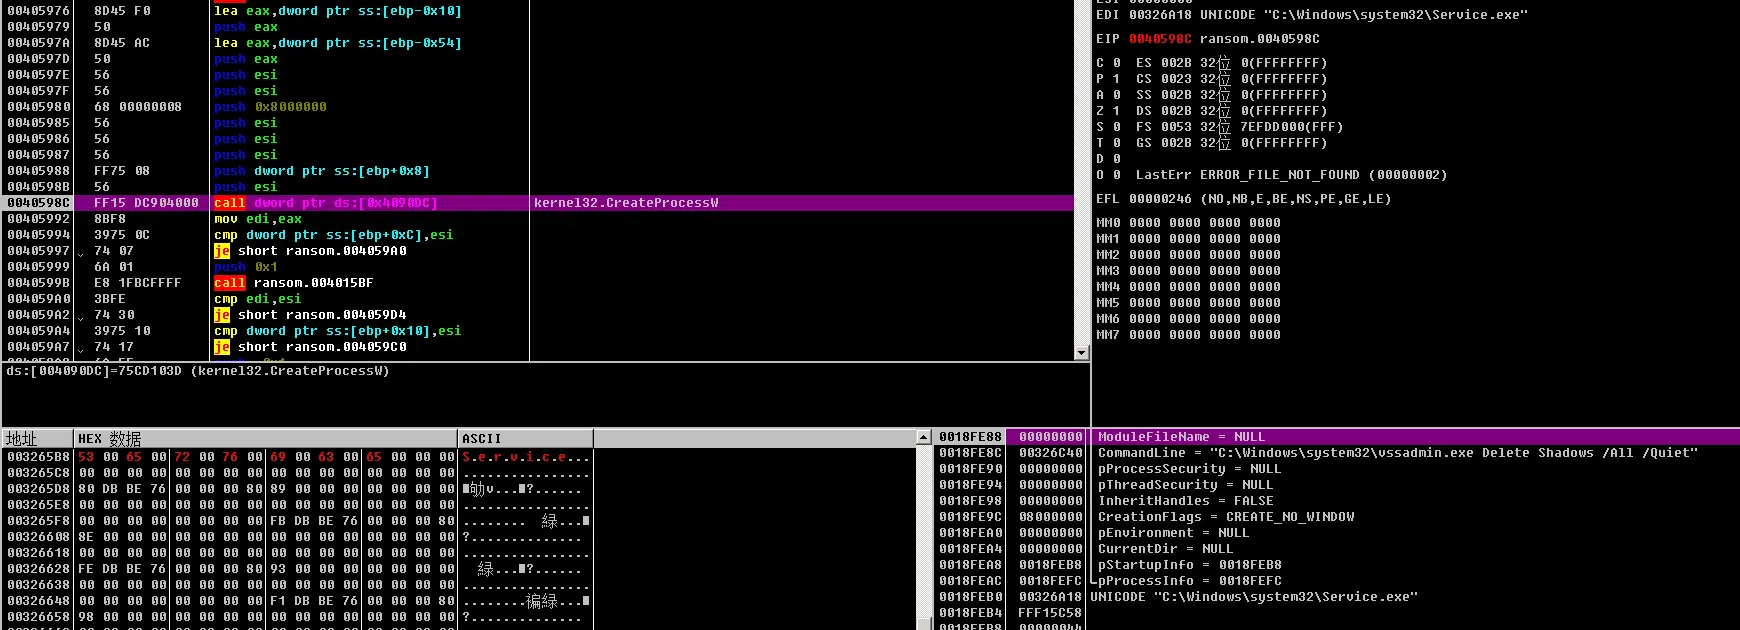 00405976 8D45 F0 lea eax,dword ptr ss:[ebp-0x10]
00405979 50 push eax
0040597A 8D45 AC lea eax,dword ptr ss:[ebp-0x54]
0040597D 50 push eax
0040597E 56 push esi
0040597F 56 push esi
00405980 68 00000008 push 0x8000000
00405985 56 push esi
00405986 56 push esi
00405987 56 push esi
00405988 FF75 08 push dword ptr ss:[ebp+0x8]
0040598B 56 push esi
0040598C FF15 DC904000 call dword ptr ds:[0x4090DC] kernel32.CreateProcessW
00405992 8BF8 mov edi,eax
00405994 3975 0C cmp dword ptr ss:[ebp+0xC],esi
00405997 74 07 je short ransom.004059A0
00405999 6A 01 push 0x1
0040599B E8 1FBCFFFF call ransom.004015BF
004059A0 3BFE cmp edi,esi
004059A2 74 30 je short ransom.004059D4
004059A4 3975 10 cmp dword ptr ss:[ebp+0x10],esi
004059A7 74 17 je short ransom.004059C0
ds:[004090DC]=75CD103D (kernel32.CreateProcessW)
EDI 00326A18 UNICODE "C:\Windows\system32\Service.exe"
EIP 0040598C ransom.0040598C
C 0 ES 002B 32位 0(FFFFFFFF)
P 1 CS 0023 32位 0(FFFFFFFF)
A 0 SS 002B 32位 0(FFFFFFFF)
Z 1 DS 002B 32位 0(FFFFFFFF)
S 0 FS 0053 32位 7EFDD000(FFF)
T 0 GS 002B 32位 0(FFFFFFFF)
D 0
O 0 LastErr ERROR_FILE_NOT_FOUND (00000002)
EFL 00000246 (NO,NB,E,BE,NS,PE,GE,LE)
MM0 0000 0000 0000 0000
MM1 0000 0000 0000 0000
MM2 0000 0000 0000 0000
MM3 0000 0000 0000 0000
MM4 0000 0000 0000 0000
MM5 0000 0000 0000 0000
MM6 0000 0000 0000 0000
MM7 0000 0000 0000 0000
地址 HEX 数据 ASCII
003265B8 53 00 65 00 72 00 76 00 69 00 63 00 65 00 00 00 S.e.r.v.i.c.e...
003265C8 00 00 00 00 00 00 00 00 00 00 00 00 00 00 00 00 ................
003265D8 80 DB BE 76 00 00 00 80 89 00 00 00 00 00 00 00 v...?......
003265E8 00 00 00 00 00 00 00 00 00 00 00 00 00 00 00 00 ................
003265F8 00 00 00 00 00 00 00 00 FB DB BE 76 00 00 00 80 ........ 緑...
00326608 8E 00 00 00 00 00 00 00 00 00 00 00 00 00 00 00 ?..............
00326618 00 00 00 00 00 00 00 00 00 00 00 00 00 00 00 00 ................
00326628 FE DB BE 76 00 00 00 80 93 00 00 00 00 00 00 00 緑...?......
00326638 00 00 00 00 00 00 00 00 00 00 00 00 00 00 00 00 ................
00326648 00 00 00 00 00 00 00 00 F1 DB BE 76 00 00 00 80 ........緑...
00326658 98 00 00 00 00 00 00 00 00 00 00 00 00 00 00 00 ?..............
0018FE88 00000000 ModuleFileName = NULL
0018FE8C 00326C40 CommandLine = "C:\Windows\system32\vssadmin.exe Delete Shadows /All /Quiet"
0018FE90 00000000 pProcessSecurity = NULL
0018FE94 00000000 pThreadSecurity = NULL
0018FE98 00000000 InheritHandles = FALSE
0018FE9C 08000000 CreationFlags = CREATE_NO_WINDOW
0018FEA0 00000000 pEnvironment = NULL
0018FEA4 00000000 CurrentDir = NULL
0018FEA8 0018FEB8 pStartupInfo = 0018FEB8
0018FEAC 0018FEFC pProcessInfo = 0018FEFC
0018FEB0 00326A18 UNICODE "C:\Windows\system32\Service.exe"
0018FEB4 FFF15C58